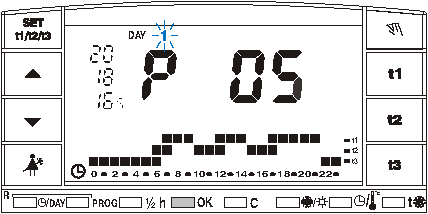 SET
t1/t2/t3
DAY 1
20
18
16
P 05
t1
t2
t3
t1
t2
t3
0 • 2 • 4 • 6 • 8 • 10 • 12 • 14 • 16 • 18 • 20 • 22 •
R
/DAY
PROG
½ h
OK
C
/
/
t